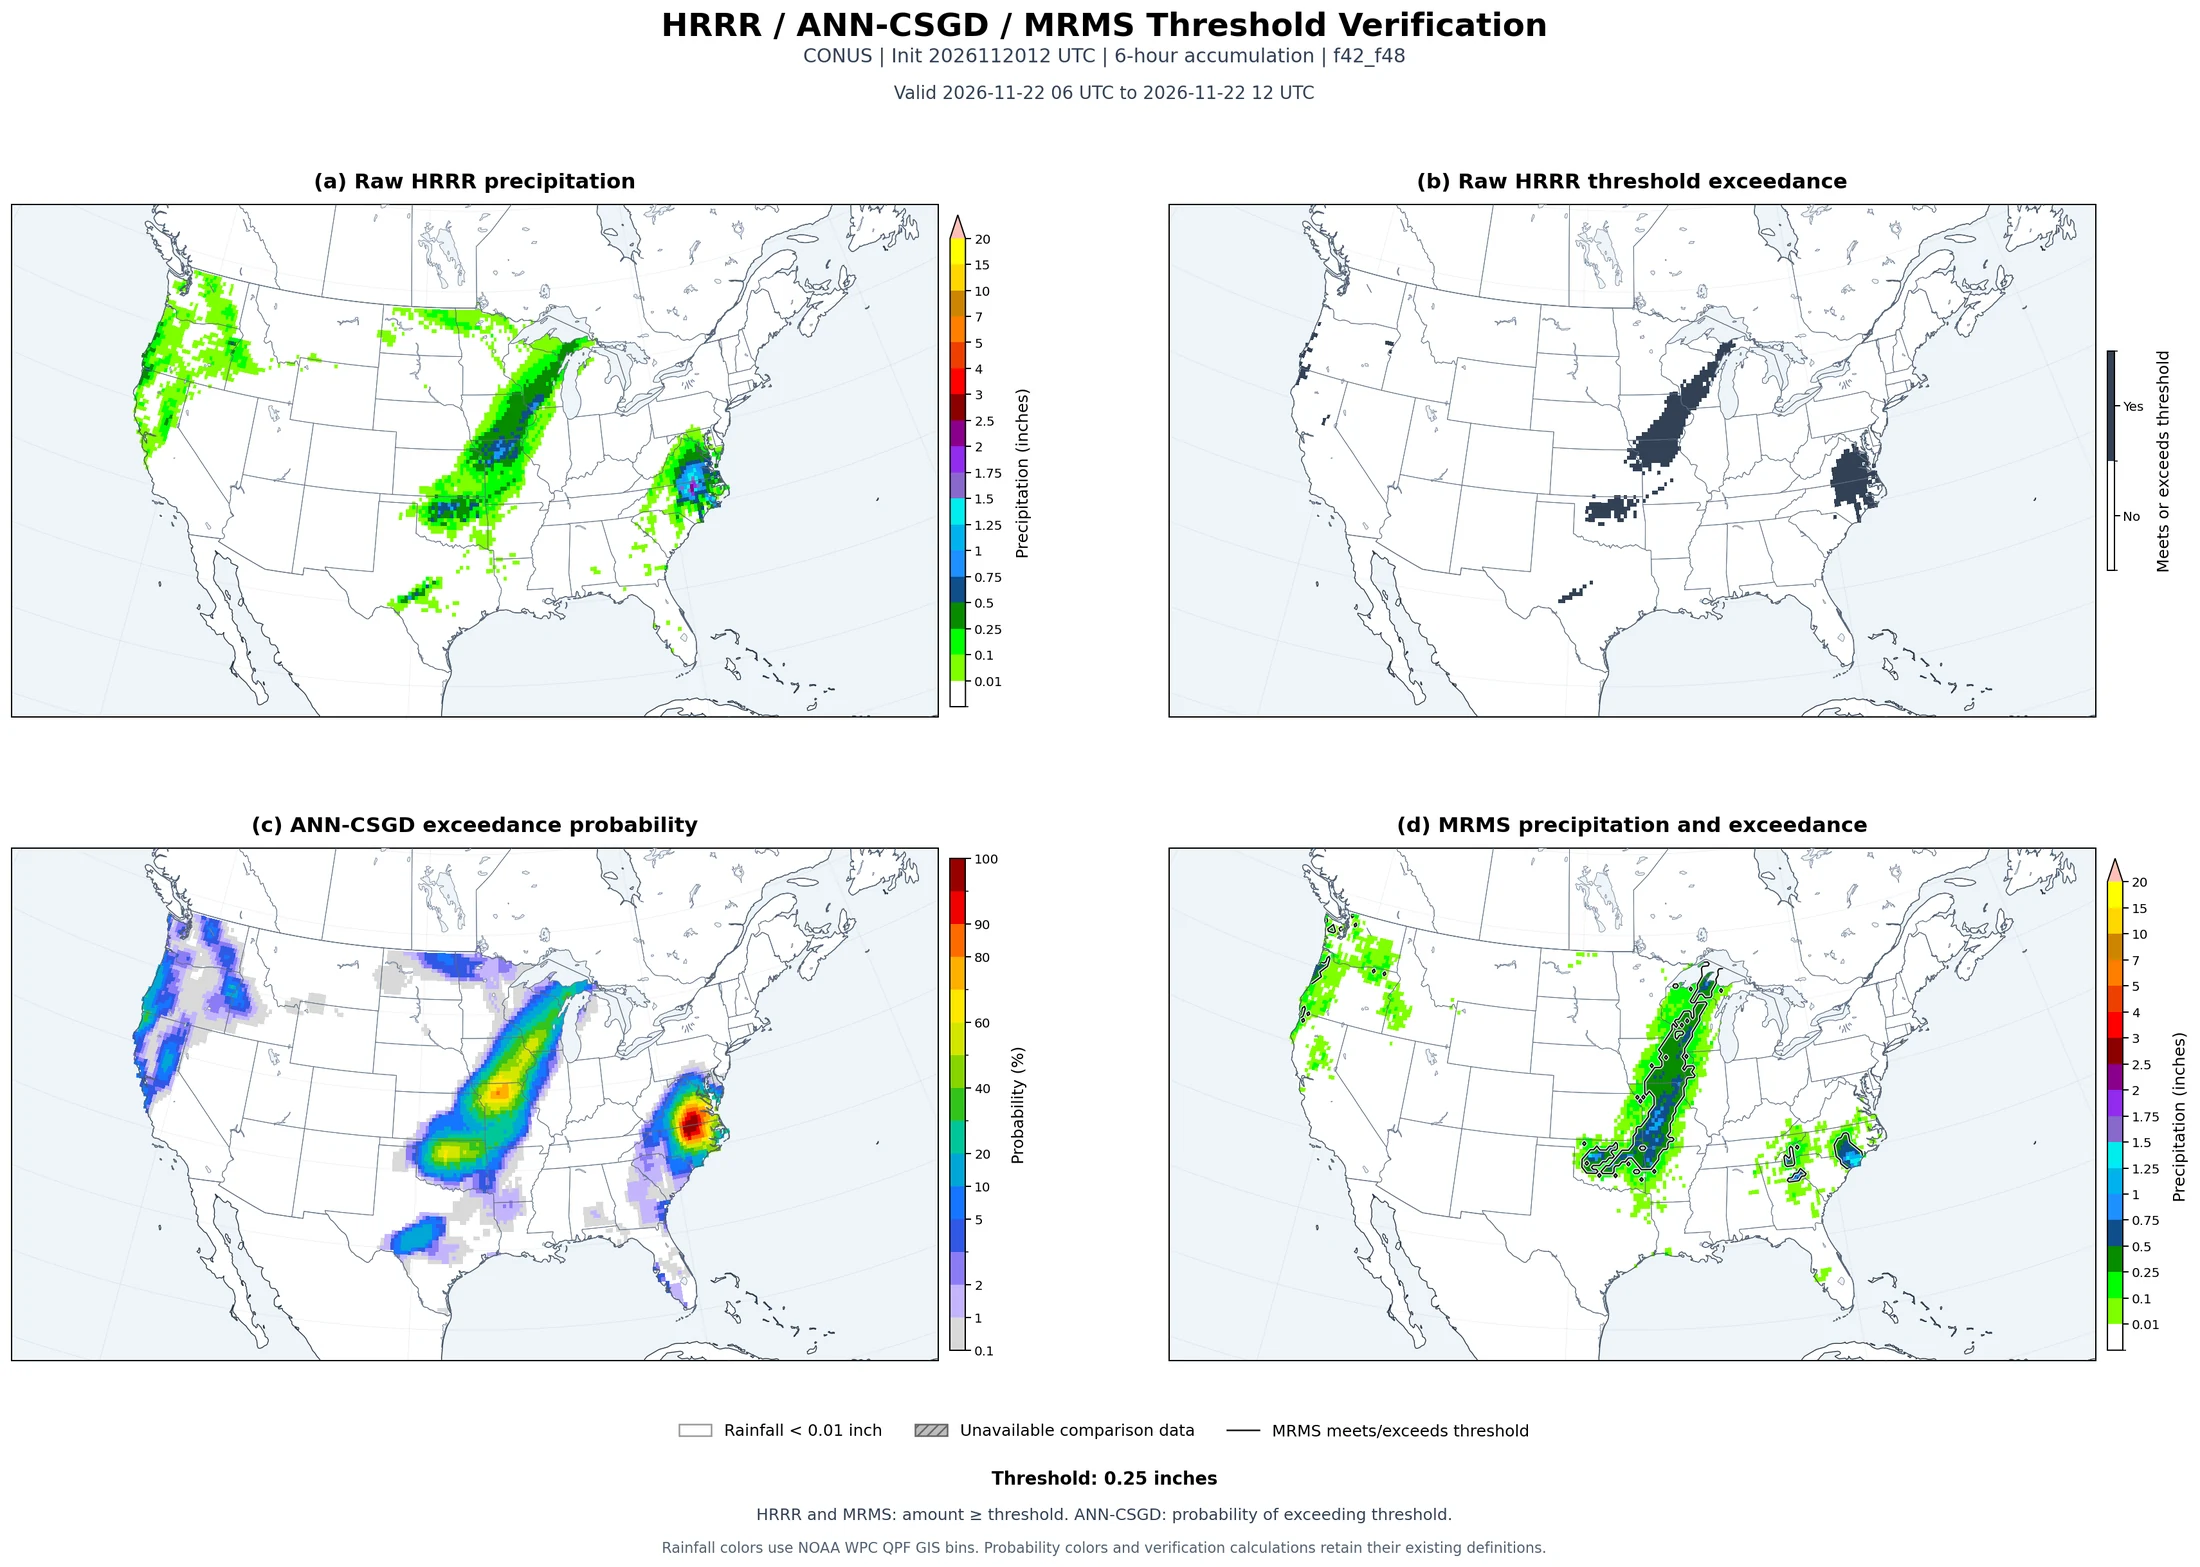 HRRR / ANN-CSGD / MRMS Threshold Verification
CONUS | Init 2026112012 UTC | 6-hour accumulation | f42_f48
Valid 2026-11-22 06 UTC to 2026-11-22 12 UTC
(a) Raw HRRR precipitation
20
15
10
7
5
4
3
2.5
2
1.75
1.5
1.25
1
0.75
0.5
0.25
0.1
0.01
Precipitation (inches)
(b) Raw HRRR threshold exceedance
Yes
No
Meets or exceeds threshold
(c) ANN-CSGD exceedance probability
100
90
80
60
40
20
10
5
2
1
0.1
Probability (%)
(d) MRMS precipitation and exceedance
20
15
10
7
5
4
3
2.5
2
1.75
1.5
1.25
1
0.75
0.5
0.25
0.1
0.01
Precipitation (inches)
Rainfall < 0.01 inch
Unavailable comparison data
MRMS meets/exceeds threshold
Threshold: 0.25 inches
HRRR and MRMS: amount ≥ threshold. ANN-CSGD: probability of exceeding threshold.
Rainfall colors use NOAA WPC QPF GIS bins. Probability colors and verification calculations retain their existing definitions.